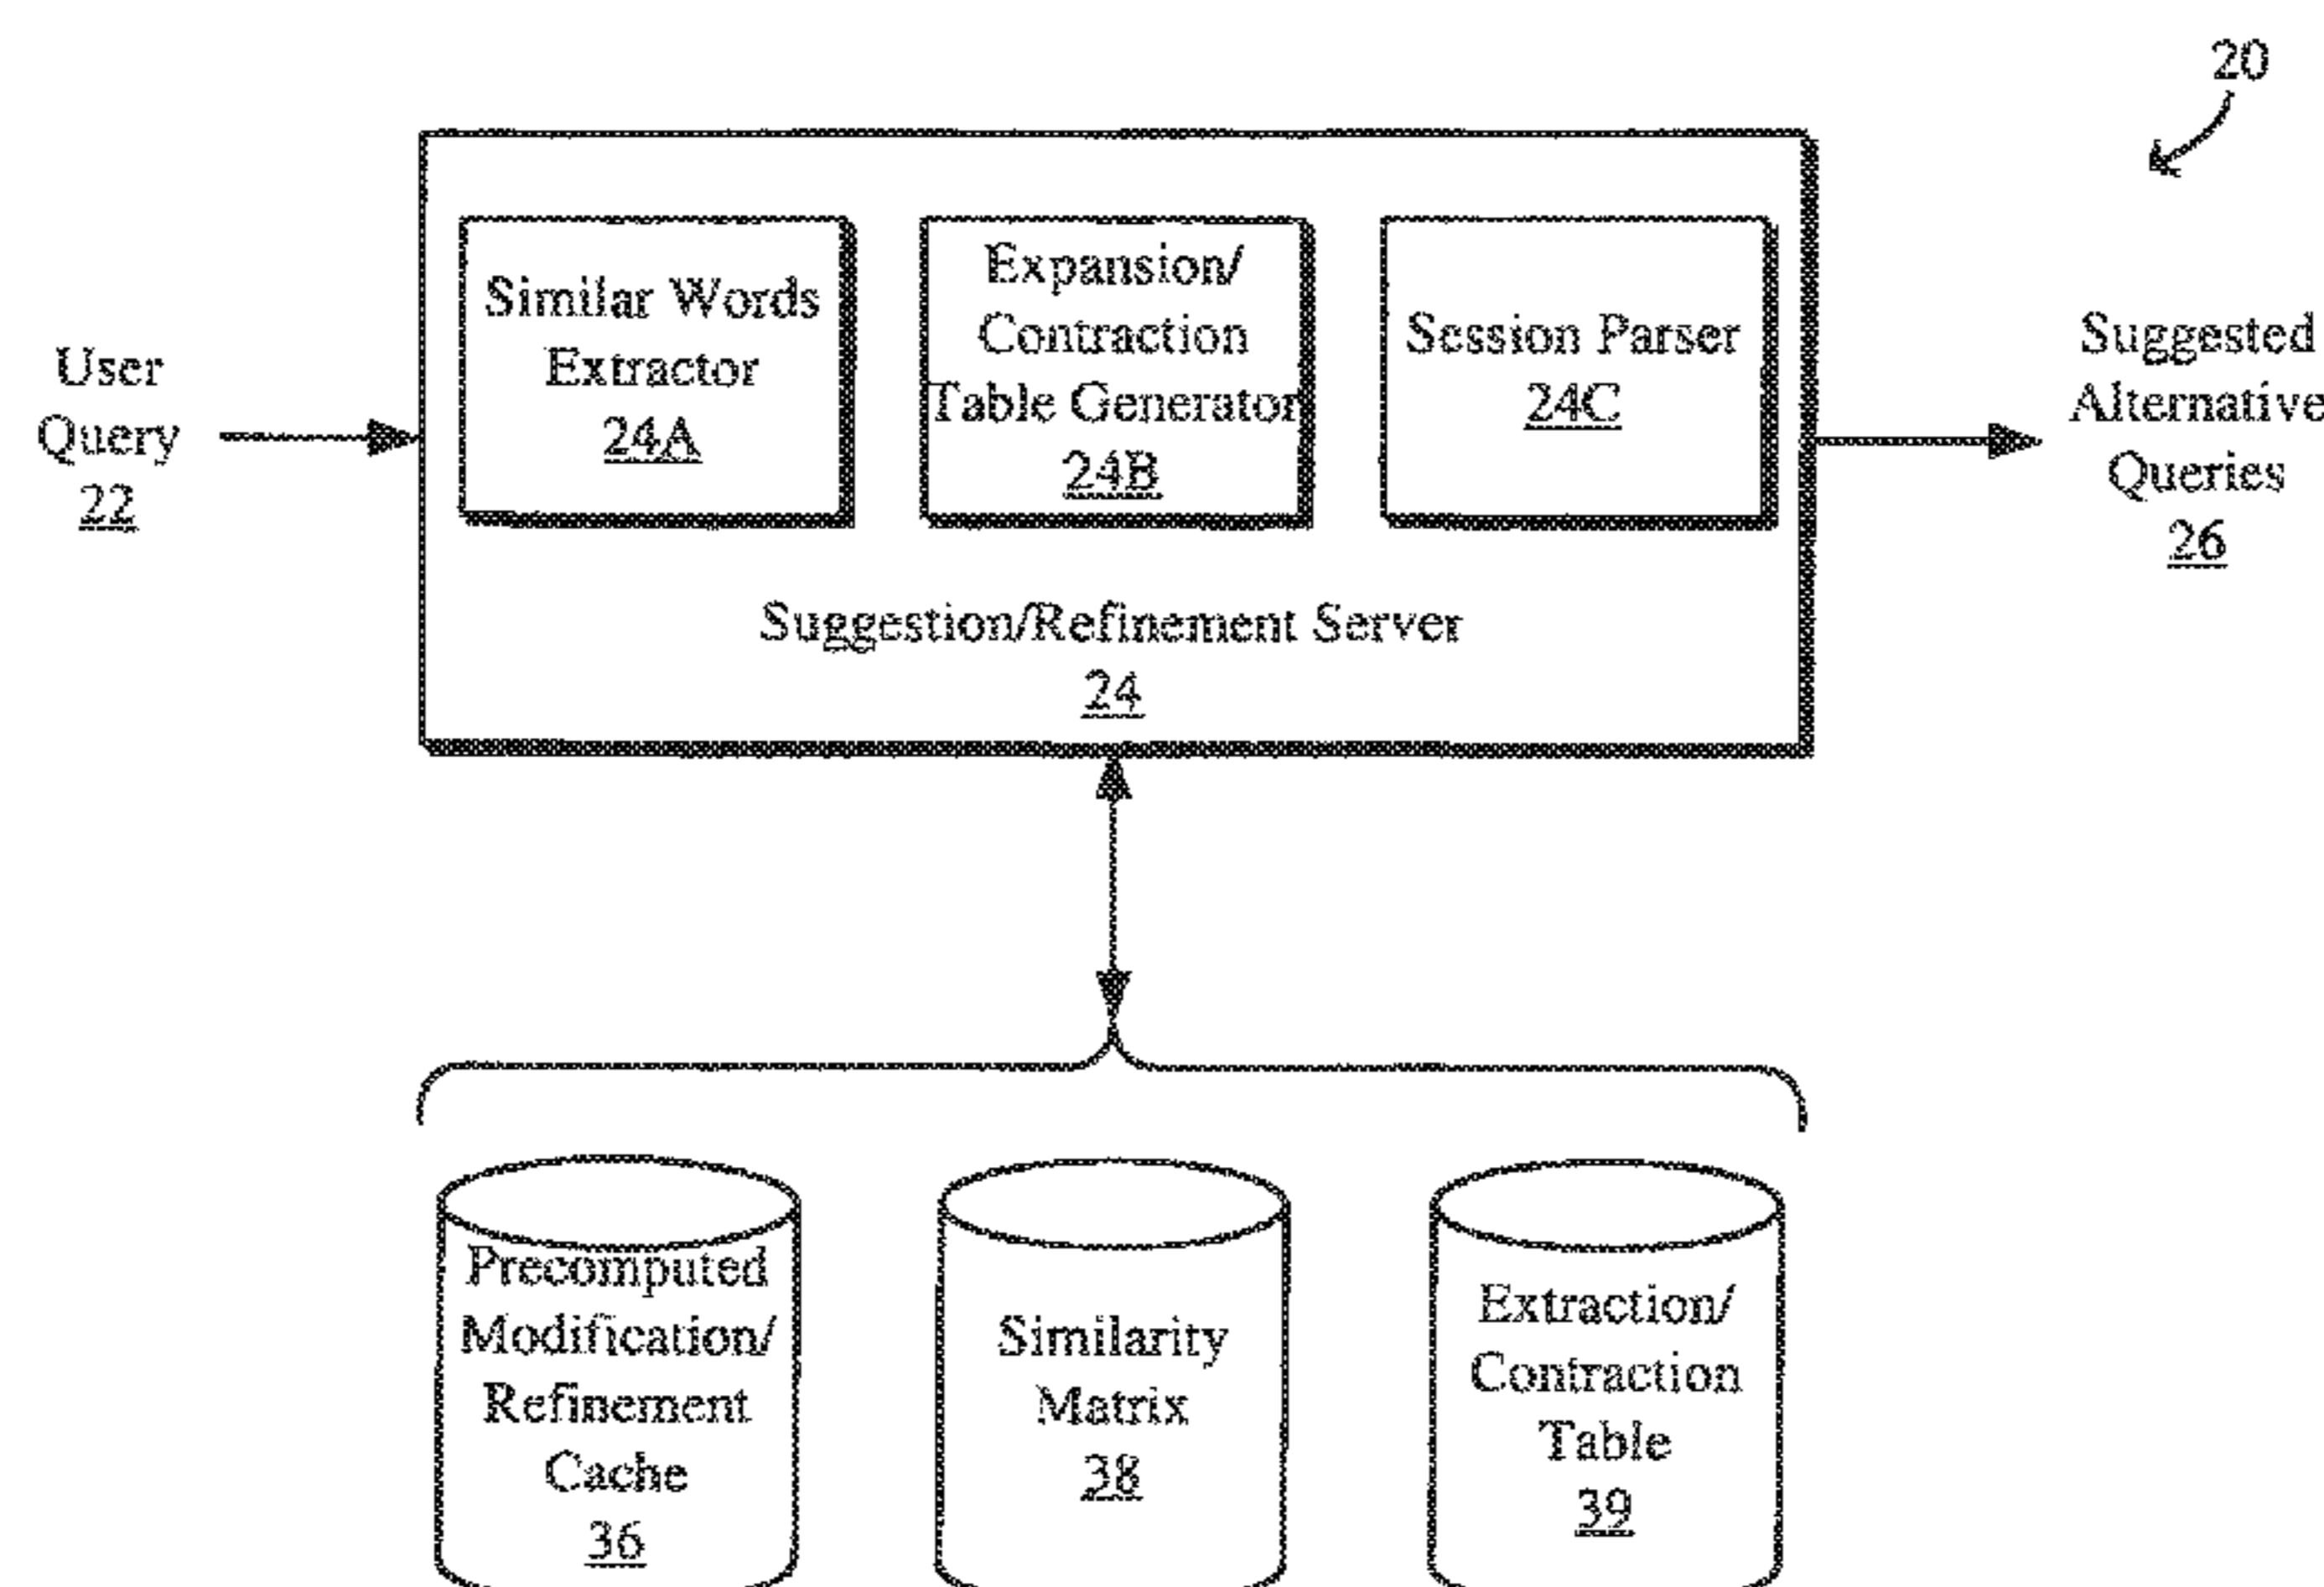 20
User
Query
22
Similar Words
Extractor
24A
Expansion/
Contraction
Table Generator
24B
Session Parser
24C
Suggestion/Refinement Server
24
Suggested
Alternative
Queries
26
Precomputed
Modification/
Refinement
Cache
36
Similarity
Matrix
38
Extraction/
Contraction
Table
39